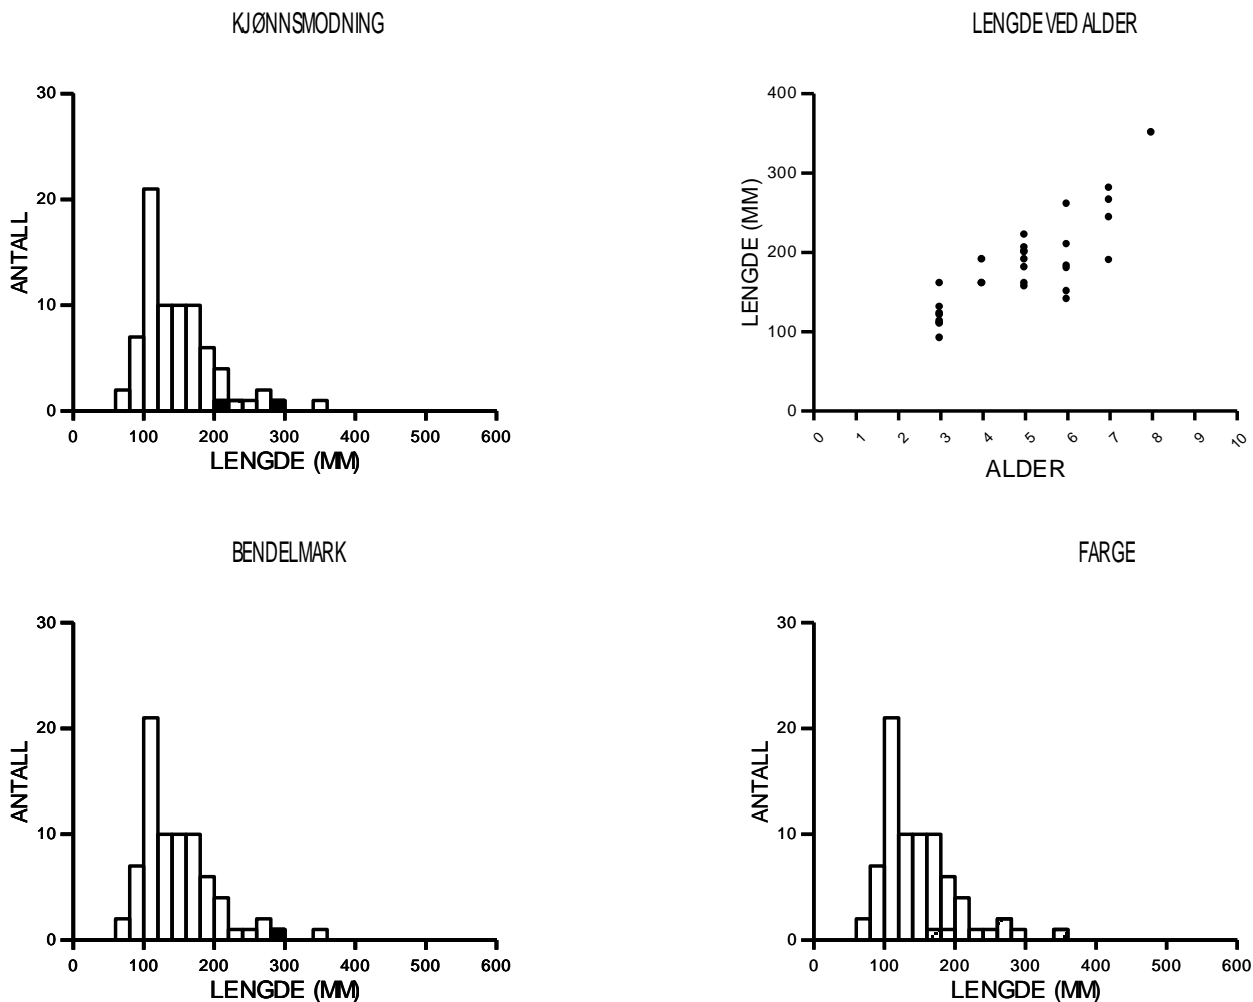 KJØNNSMODNING
30
20
10
0
ANTALL
0 100 200 300 400 500 600
LENGDE (MM)
LENGDE VED ALDER
400
300
200
100
0
LENGDE (MM)
0 1 2 3 4 5 6 7 8 9 10
ALDER
BENDELMARK
30
20
10
0
ANTALL
0 100 200 300 400 500 600
LENGDE (MM)
FARGE
30
20
10
0
ANTALL
0 100 200 300 400 500 600
LENGDE (MM)